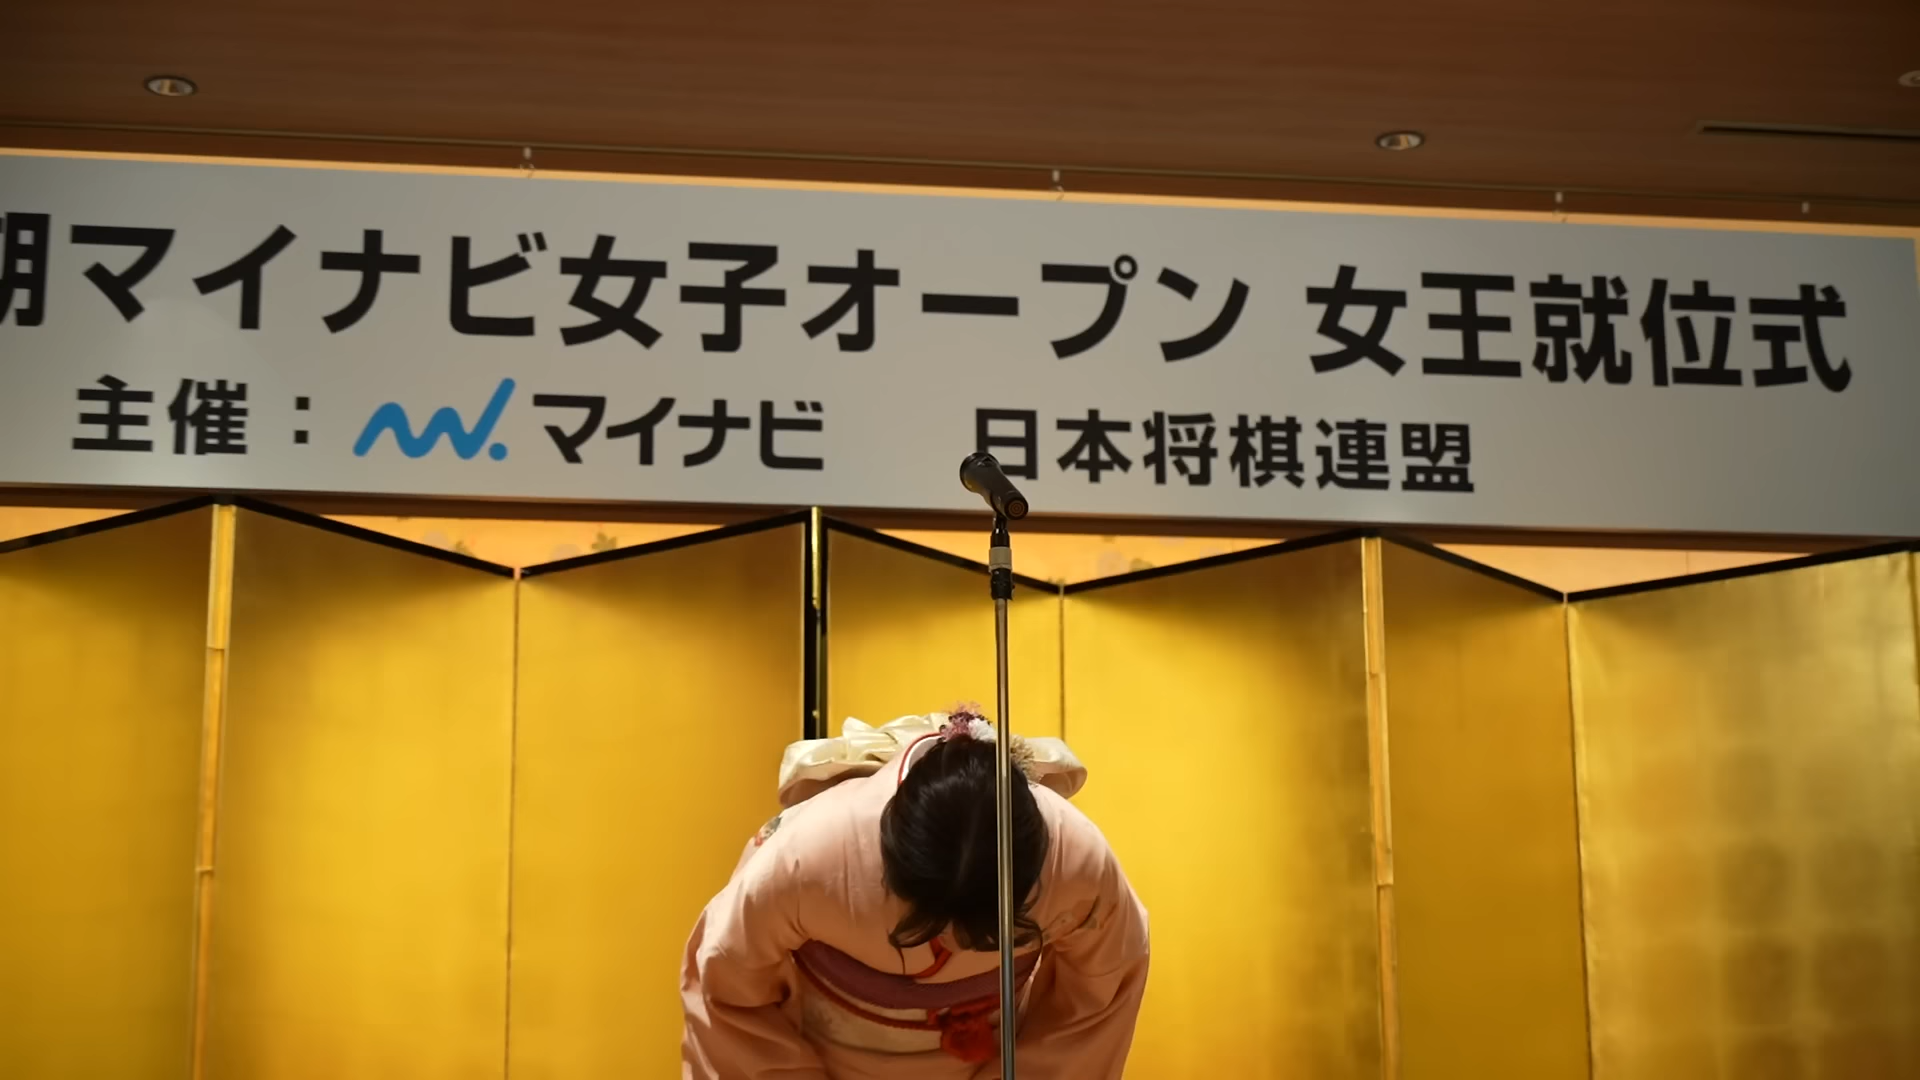 期マイナビ女子オープン 女王就位式
主催：マイナビ 日本将棋連盟